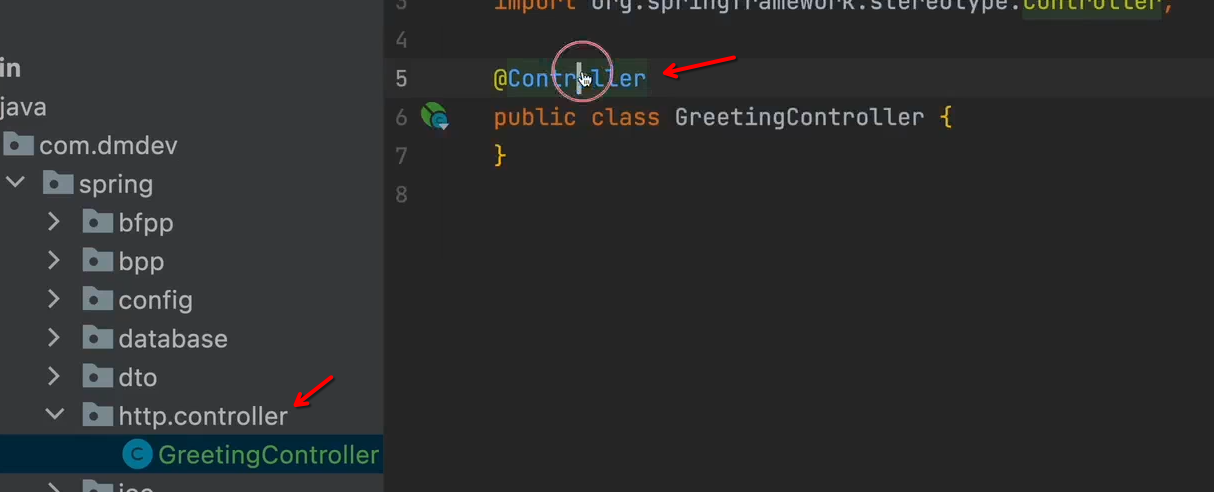 in
java
com.dmdev
spring
bfpp
bpp
config
database
dto
http.controller
GreetingController
3 import org.springframework.stereotype.Controller;
4
5 @Controller
6 public class GreetingController {
7 }
8